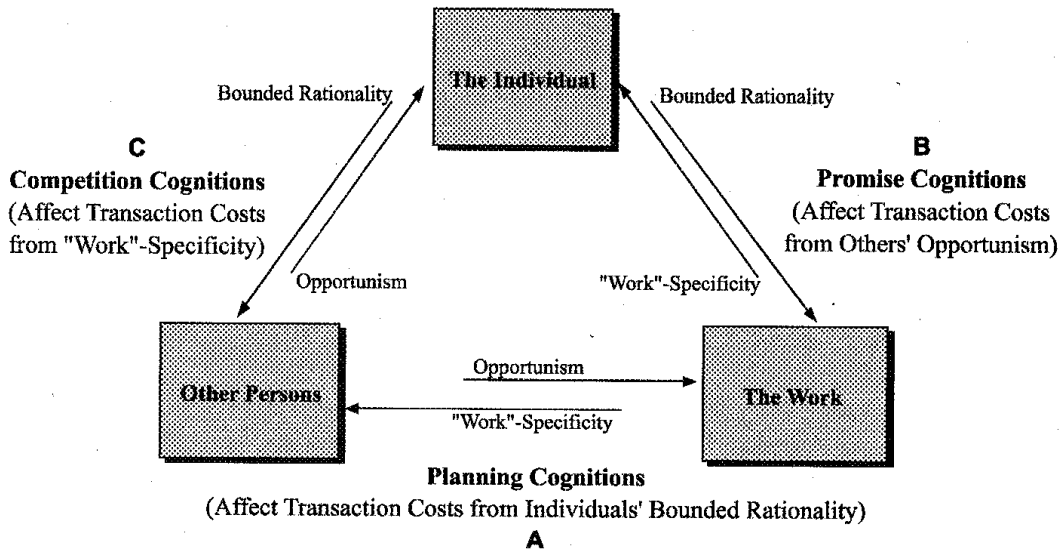 The Individual
Bounded Rationality
Bounded Rationality
C
Competition Cognitions
(Affect Transaction Costs
from "Work"-Specificity)
B
Promise Cognitions
(Affect Transaction Costs
from Others' Opportunism)
Opportunism
"Work"-Specificity
Other Persons
Opportunism
"Work"-Specificity
The Work
Planning Cognitions
(Affect Transaction Costs from Individuals' Bounded Rationality)
A